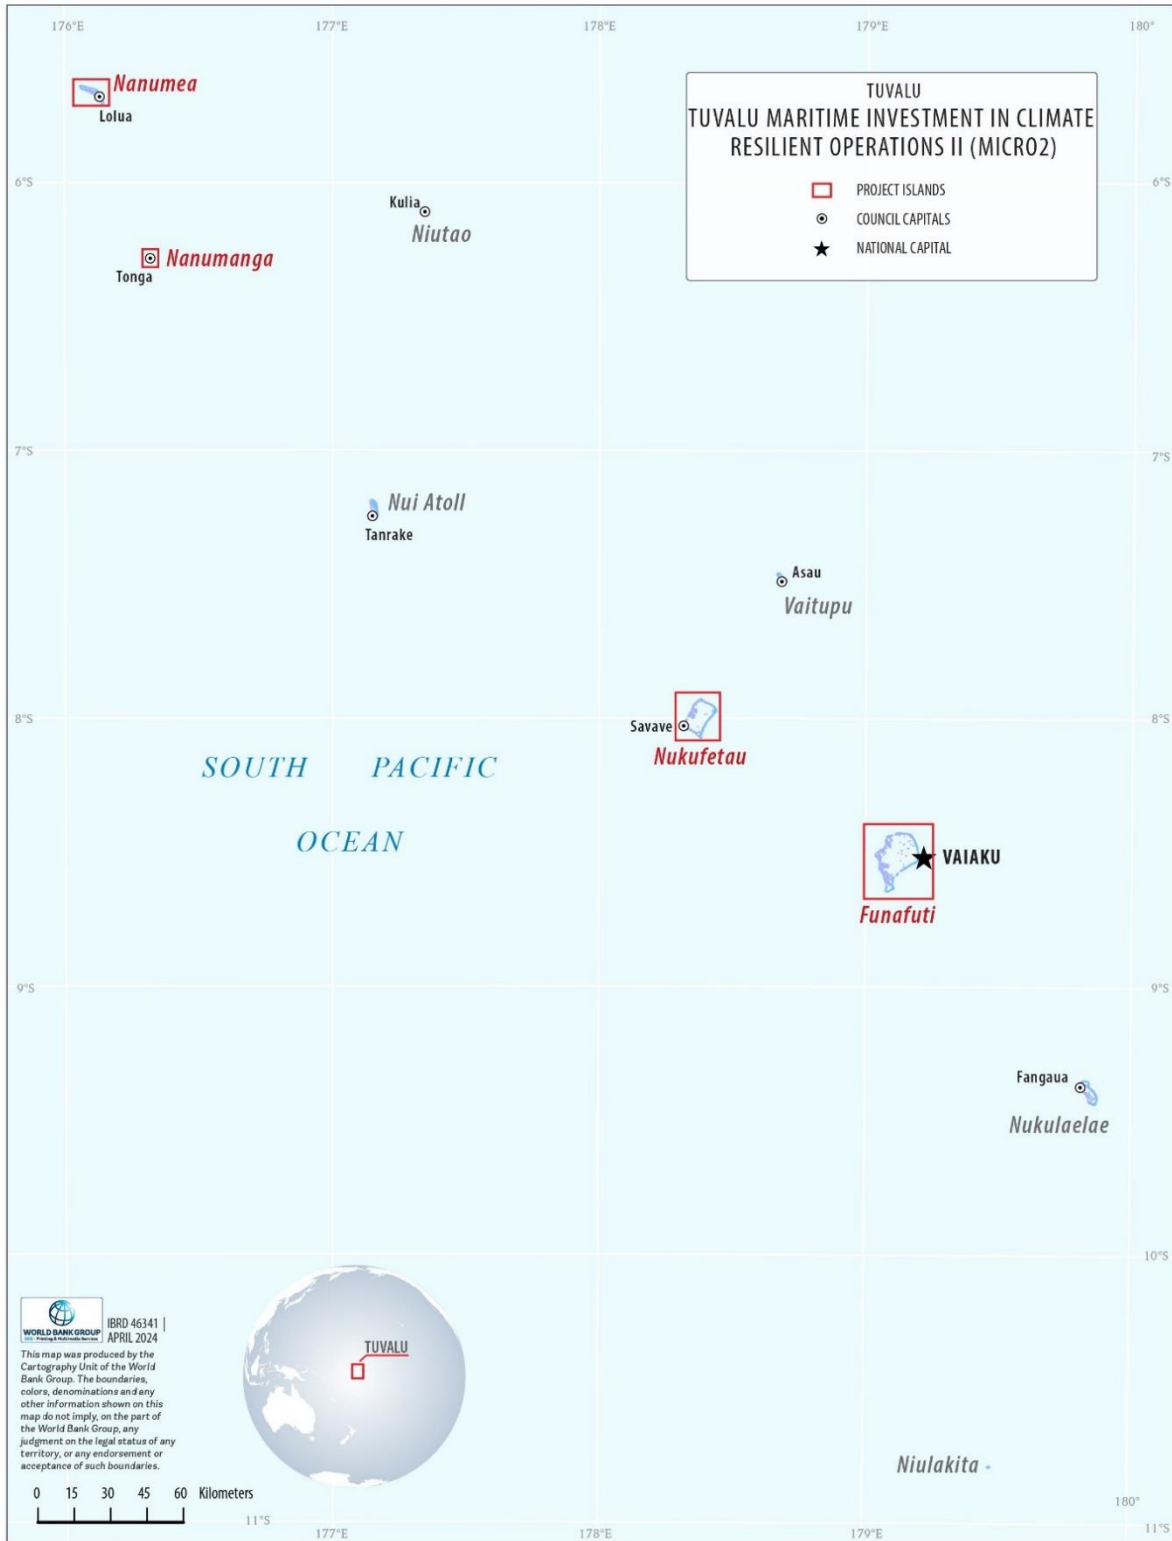 176°E 177°E 178°E 179°E 180°
Nanumea
Lolua
TUVALU
TUVALU MARITIME INVESTMENT IN CLIMATE
RESILIENT OPERATIONS II (MICRO2)
PROJECT ISLANDS
COUNCIL CAPITALS
NATIONAL CAPITAL
6°S 6°S
Kulia
Niutao
Nanumanga
Tonga
7°S 7°S
Nui Atoll
Tanrake
Asau
Vaitupu
8°S 8°S
Savave
Nukufetau
SOUTH PACIFIC
OCEAN
VAIAKU
Funafuti
9°S 9°S
Fangaua
Nukulaelae
10°S
WORLD BANK GROUP
IBRD 46341 |
APRIL 2024
This map was produced by the
Cartography Unit of the World
Bank Group. The boundaries,
colors, denominations and any
other information shown on this
map do not imply, on the part of
the World Bank Group, any
judgment on the legal status of any
territory, or any endorsement or
acceptance of such boundaries.
TUVALU
Niulakita
0 15 30 45 60 Kilometers
180°
11°S 177°E 178°E 179°E 11°S